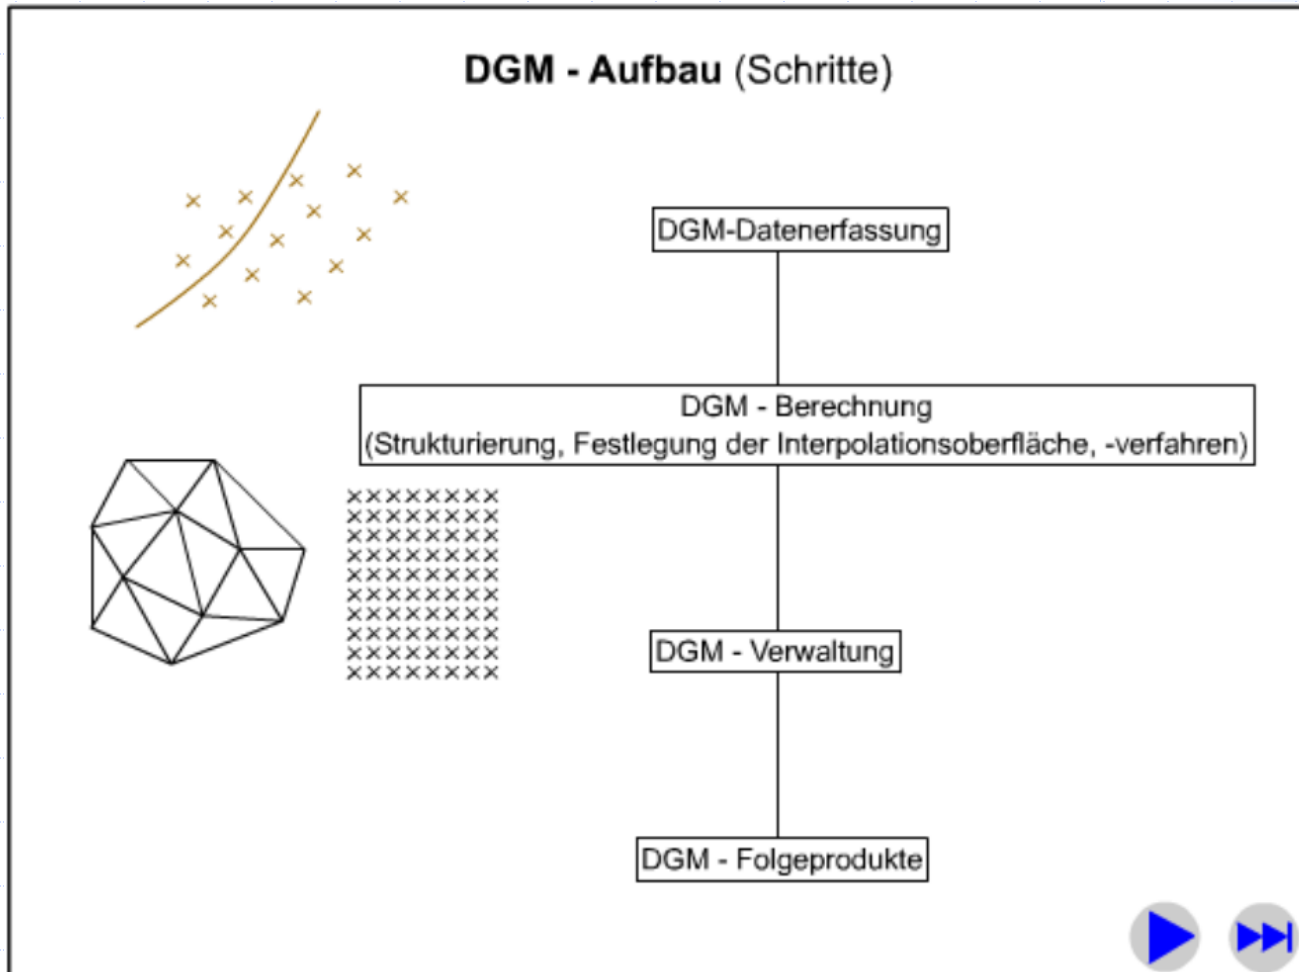 DGM - Aufbau (Schritte)
DGM-Datenerfassung
DGM - Berechnung
(Strukturierung, Festlegung der Interpolationsoberfläche, -verfahren)
DGM - Verwaltung
DGM - Folgeprodukte